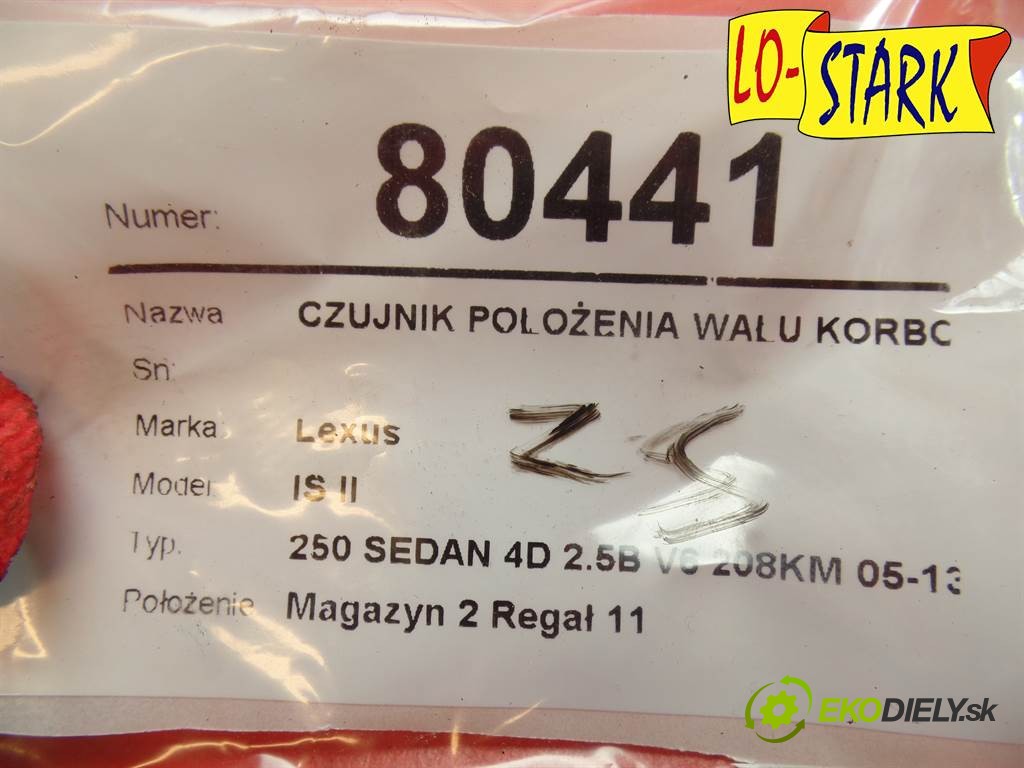 LO-STARK
Numer: 80441
Nazwa CZUJNIK POŁOŻENIA WAŁU KORBO
Sn:
Marka: Lexus
Model IS II
Typ. 250 SEDAN 4D 2.5B V6 208KM 05-13
Położenie Magazyn 2 Regał 11
EKODIELY.sk